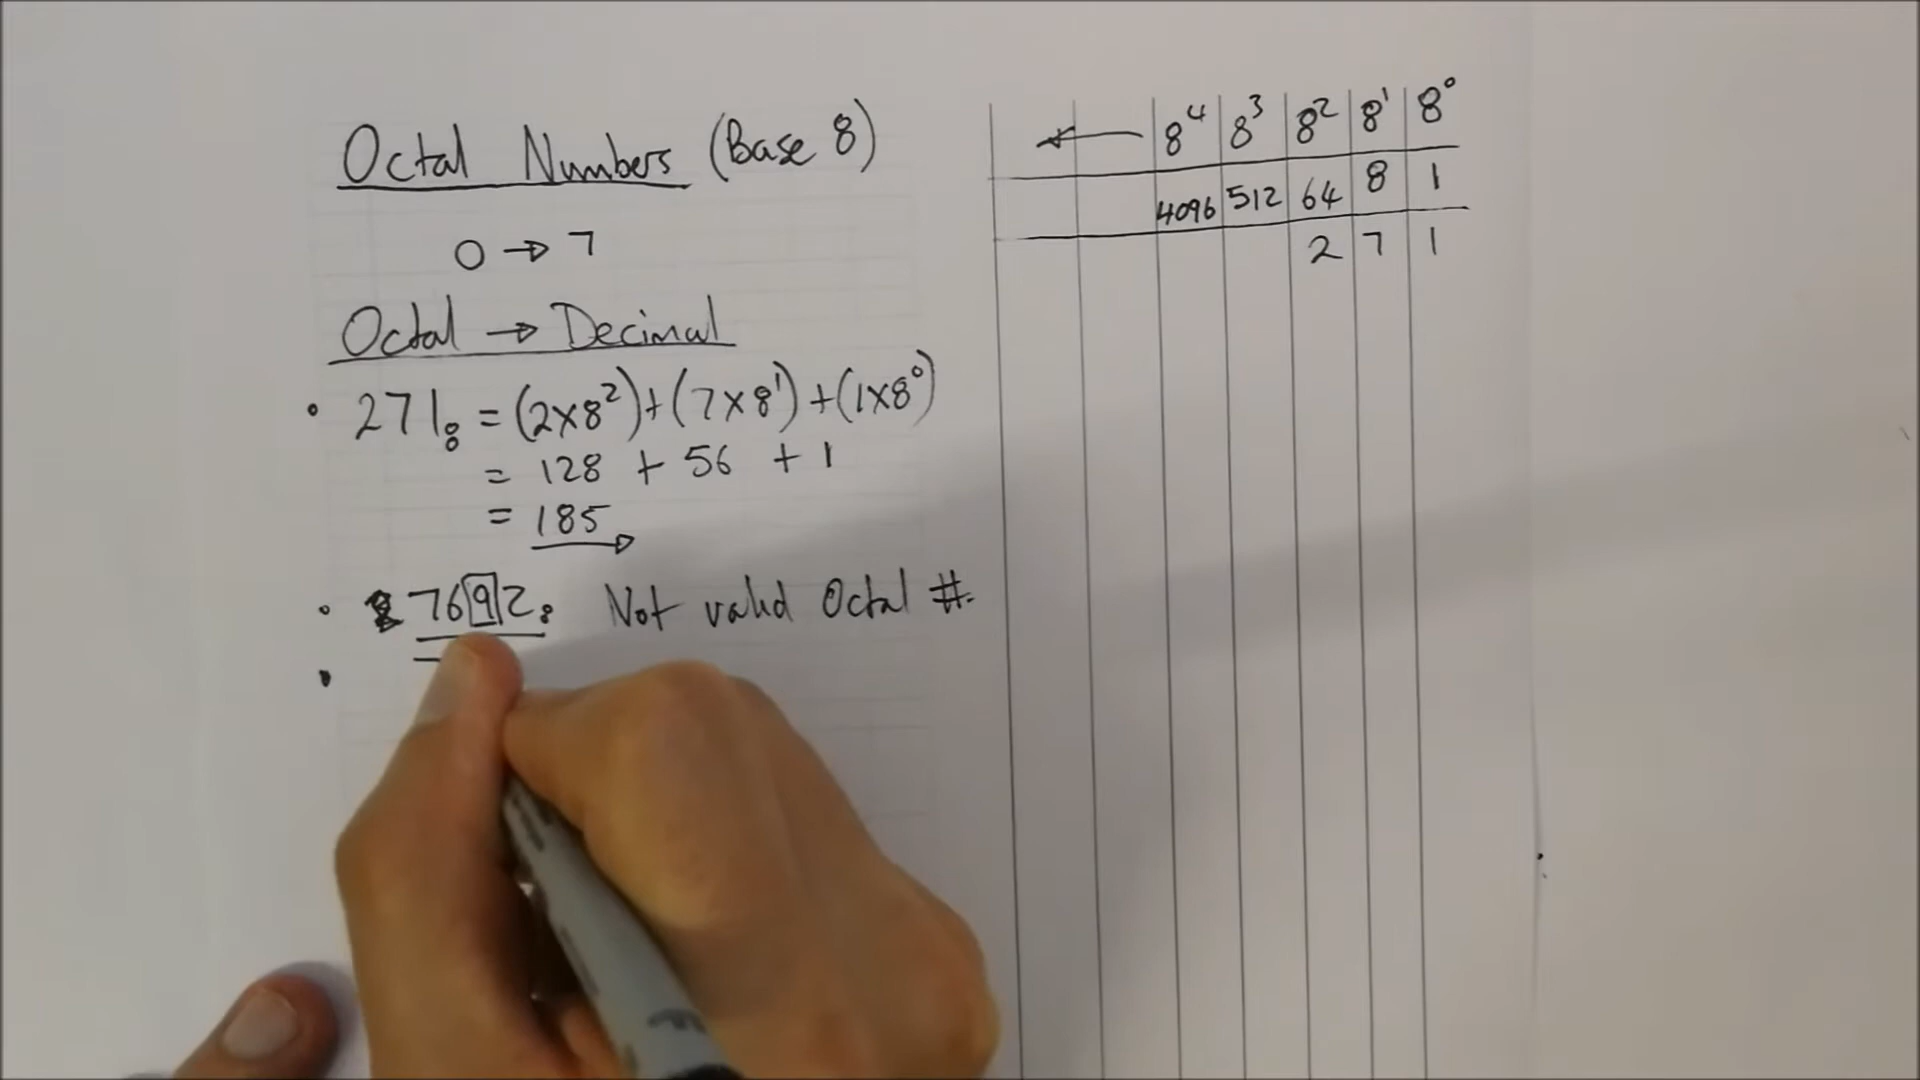 Octal Numbers (Base 8)
0 → 7
Octal → Decimal
• 271₈ = (2×8²)+(7×8¹)+(1×8⁰)
= 128 + 56 + 1
= 185
• 7692₈ Not valid Octal #.
•
← 8⁴ 8³ 8² 8¹ 8⁰
4096 512 64 8 1
2 7 1